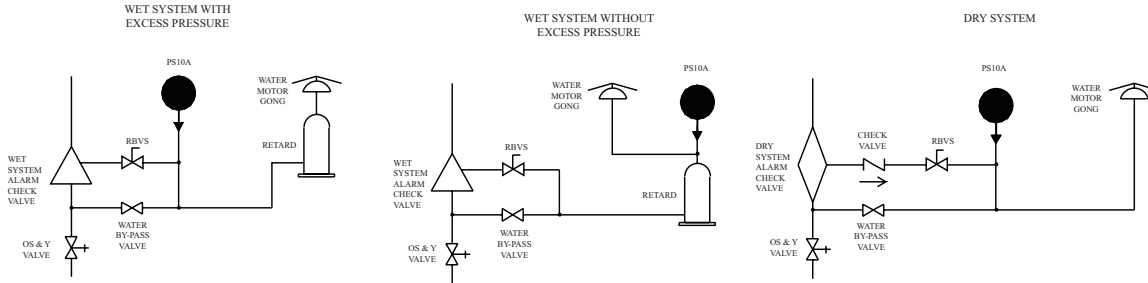 WET SYSTEM WITH
EXCESS PRESSURE
PS10A
WATER
MOTOR
GONG
RBVS
RETARD
WET
SYSTEM
ALARM
CHECK
VALVE
WATER
BY-PASS
VALVE
OS & Y
VALVE
WET SYSTEM WITHOUT
EXCESS PRESSURE
PS10A
WATER
MOTOR
GONG
RBVS
WET
SYSTEM
ALARM
CHECK
VALVE
RETARD
WATER
BY-PASS
VALVE
OS & Y
VALVE
DRY SYSTEM
PS10A
WATER
MOTOR
GONG
CHECK
VALVE
RBVS
DRY
SYSTEM
ALARM
CHECK
VALVE
WATER
BY-PASS
VALVE
OS & Y
VALVE